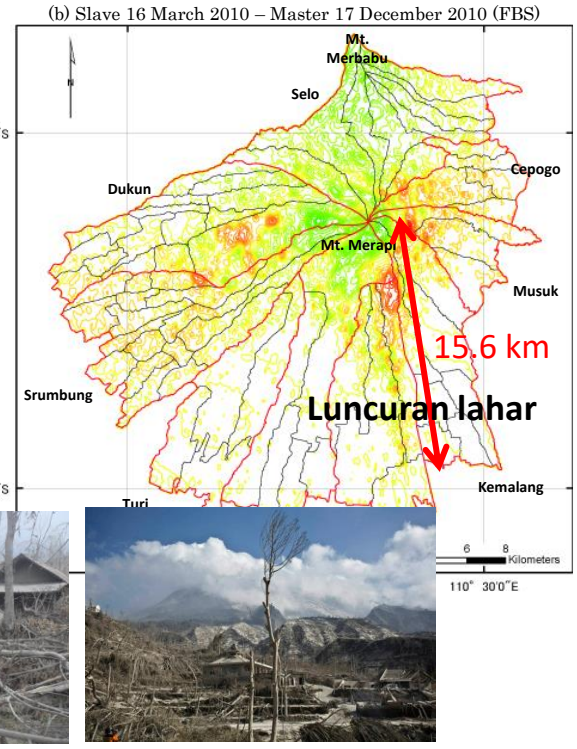 (b) Slave 16 March 2010 – Master 17 December 2010 (FBS)
Mt.
Merbabu
N
Selo
Cepogo
Dukun
Mt. Merapi
Musuk
15.6 km
Srumbung
Luncuran lahar
Kemalang
Turi
6 8
Kilometers
110° 30'0"E